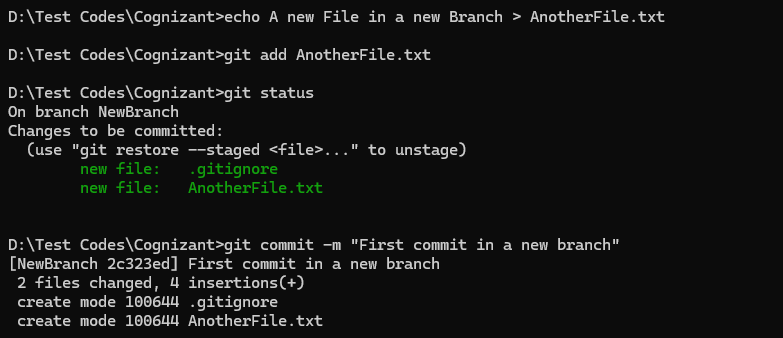 D:\Test Codes\Cognizant>echo A new File in a new Branch > AnotherFile.txt
D:\Test Codes\Cognizant>git add AnotherFile.txt
D:\Test Codes\Cognizant>git status
On branch NewBranch
Changes to be committed:
  (use "git restore --staged <file>..." to unstage)
        new file:   .gitignore
        new file:   AnotherFile.txt
D:\Test Codes\Cognizant>git commit -m "First commit in a new branch"
[NewBranch 2c323ed] First commit in a new branch
 2 files changed, 4 insertions(+)
 create mode 100644 .gitignore
 create mode 100644 AnotherFile.txt